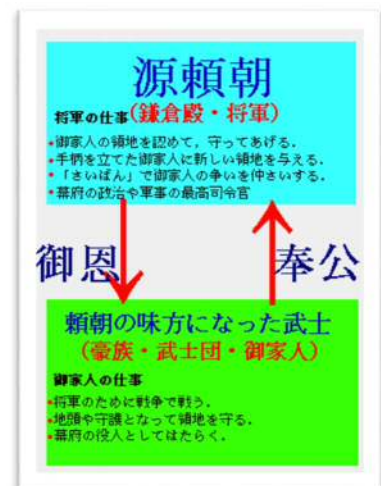 源頼朝
将軍の仕事(鎌倉殿・将軍)
•御家人の領地を認めて，守ってあげる．
•手柄を立てた御家人に新しい領地を与える．
•「さいばん」で御家人の争いを仲さいする．
•幕府の政治や軍事の最高司令官
御恩 奉公
頼朝の味方になった武士
(豪族・武士団・御家人)
御家人の仕事
•将軍のために戦争で戦う．
•地頭や守護となって領地を守る．
•幕府の役人としてはたらく．